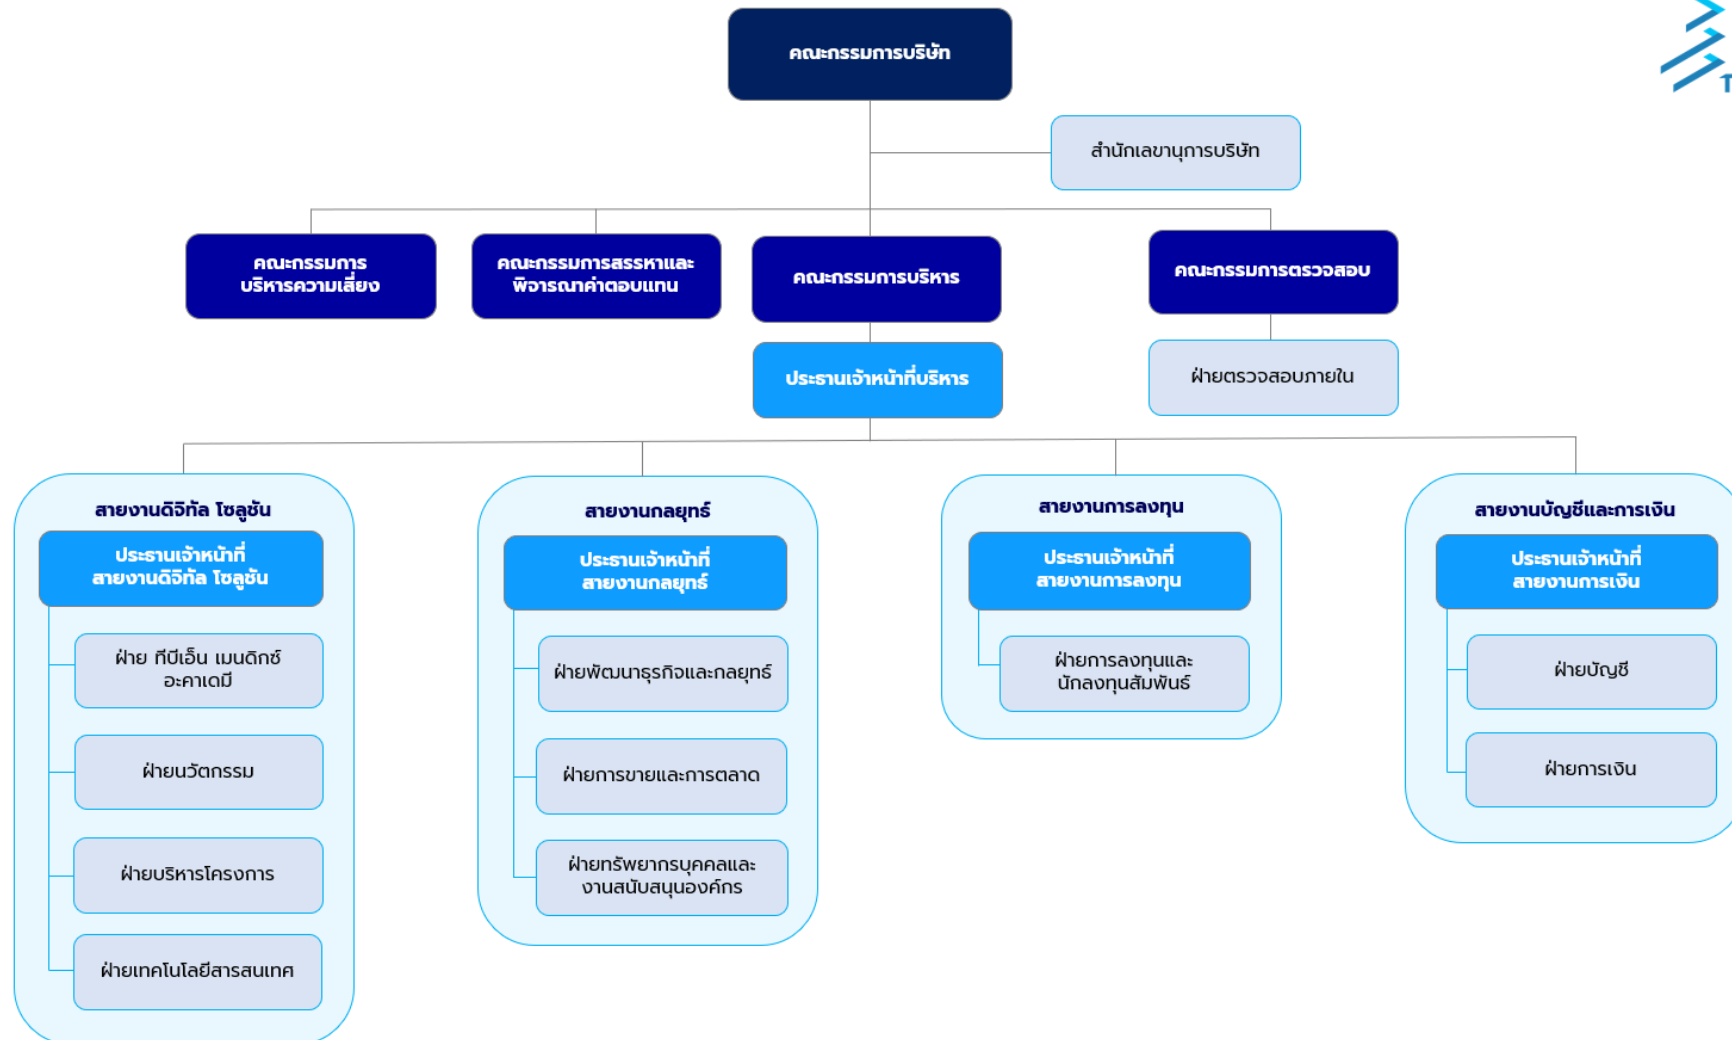 คณะกรรมการบริษัท
สำนักเลขานุการบริษัท
คณะกรรมการ
บริหารความเสี่ยง
คณะกรรมการสรรหาและ
พิจารณาค่าตอบแทน
คณะกรรมการบริหาร
คณะกรรมการตรวจสอบ
ประธานเจ้าหน้าที่บริหาร
ฝ่ายตรวจสอบภายใน
สายงานดิจิทัล โซลูชัน
ประธานเจ้าหน้าที่
สายงานดิจิทัล โซลูชัน
ฝ่าย ทีบีเอ็น เมนดิกซ์
อะคาเดมี
ฝ่ายนวัตกรรม
ฝ่ายบริหารโครงการ
ฝ่ายเทคโนโลยีสารสนเทศ
สายงานกลยุทธ์
ประธานเจ้าหน้าที่
สายงานกลยุทธ์
ฝ่ายพัฒนาธุรกิจและกลยุทธ์
ฝ่ายการขายและการตลาด
ฝ่ายทรัพยากรบุคคลและ
งานสนับสนุนองค์กร
สายงานการลงทุน
ประธานเจ้าหน้าที่
สายงานการลงทุน
ฝ่ายการลงทุนและ
นักลงทุนสัมพันธ์
สายงานบัญชีและการเงิน
ประธานเจ้าหน้าที่
สายงานการเงิน
ฝ่ายบัญชี
ฝ่ายการเงิน